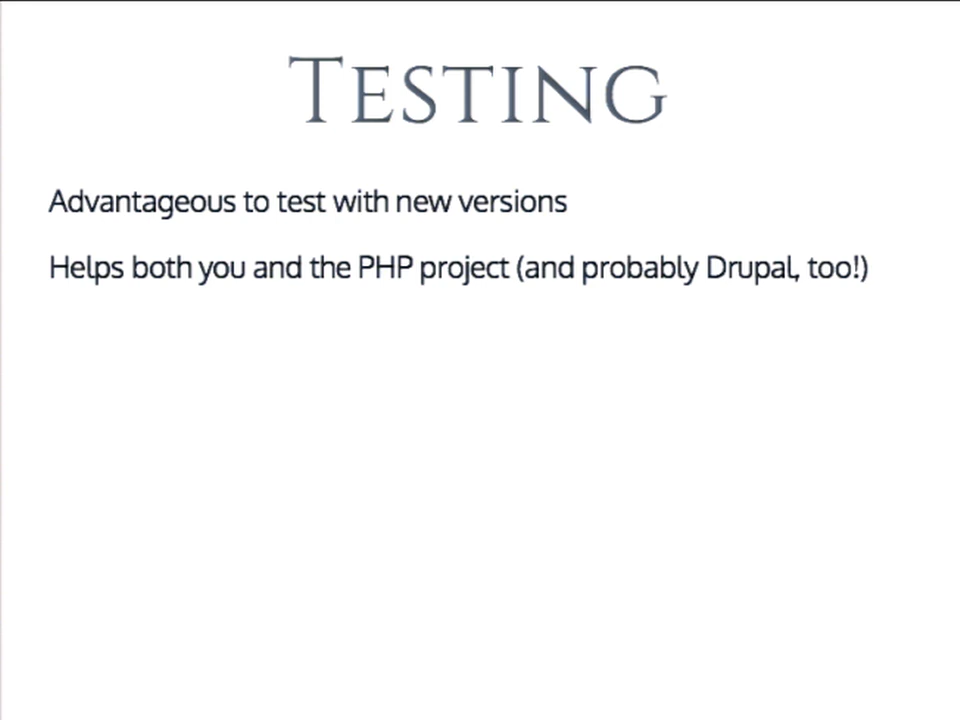 Testing
Advantageous to test with new versions
Helps both you and the PHP project (and probably Drupal, too!)